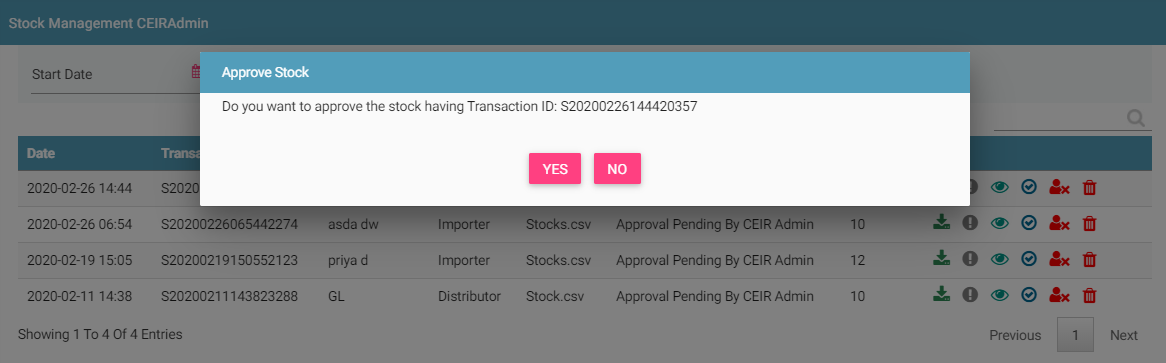 Stock Management CEIRAdmin
Start Date
Approve Stock
Do you want to approve the stock having Transaction ID: S20200226144420357
YES NO
Date
2020-02-26 14:44
2020-02-26 06:54 S20200226065442274 asda dw Importer Stocks.csv Approval Pending By CEIR Admin 10
2020-02-19 15:05 S20200219150552123 priya d Importer Stocks.csv Approval Pending By CEIR Admin 12
2020-02-11 14:38 S20200211143823288 GL Distributor Stock.csv Approval Pending By CEIR Admin 10
Showing 1 To 4 Of 4 Entries Previous 1 Next